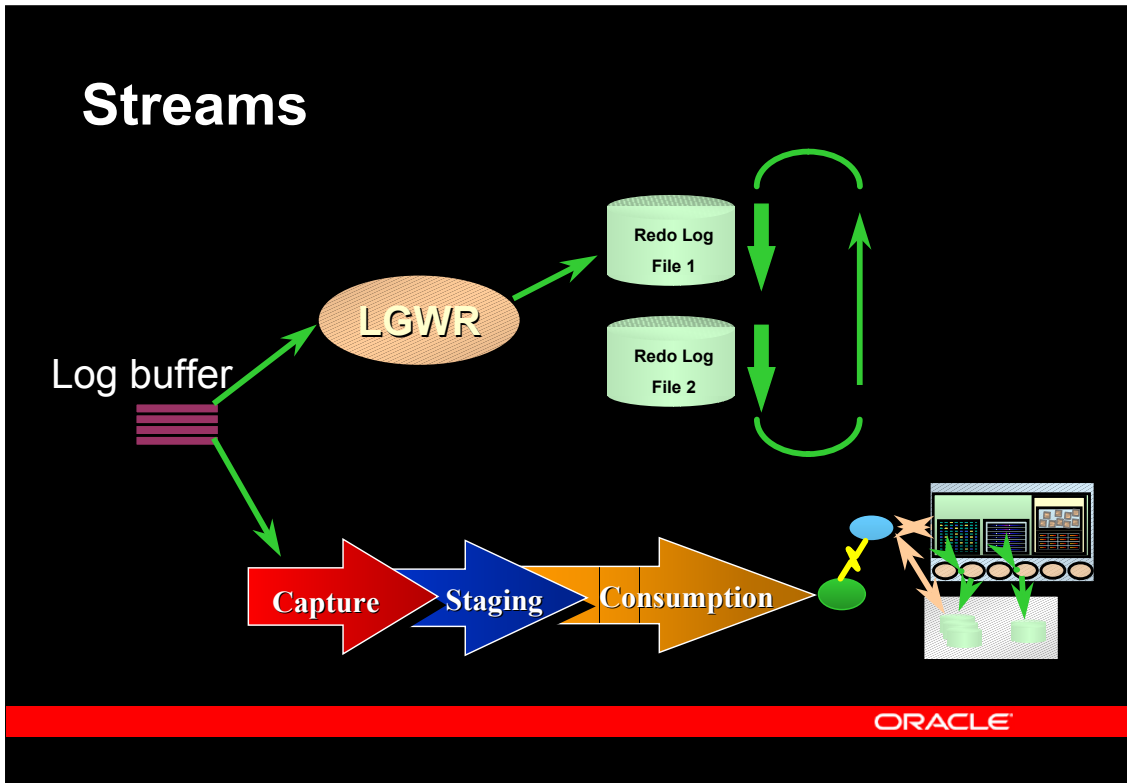 Streams
Redo Log
File 1
LGWR
Redo Log
File 2
Log buffer
Capture
Staging
Consumption
ORACLE